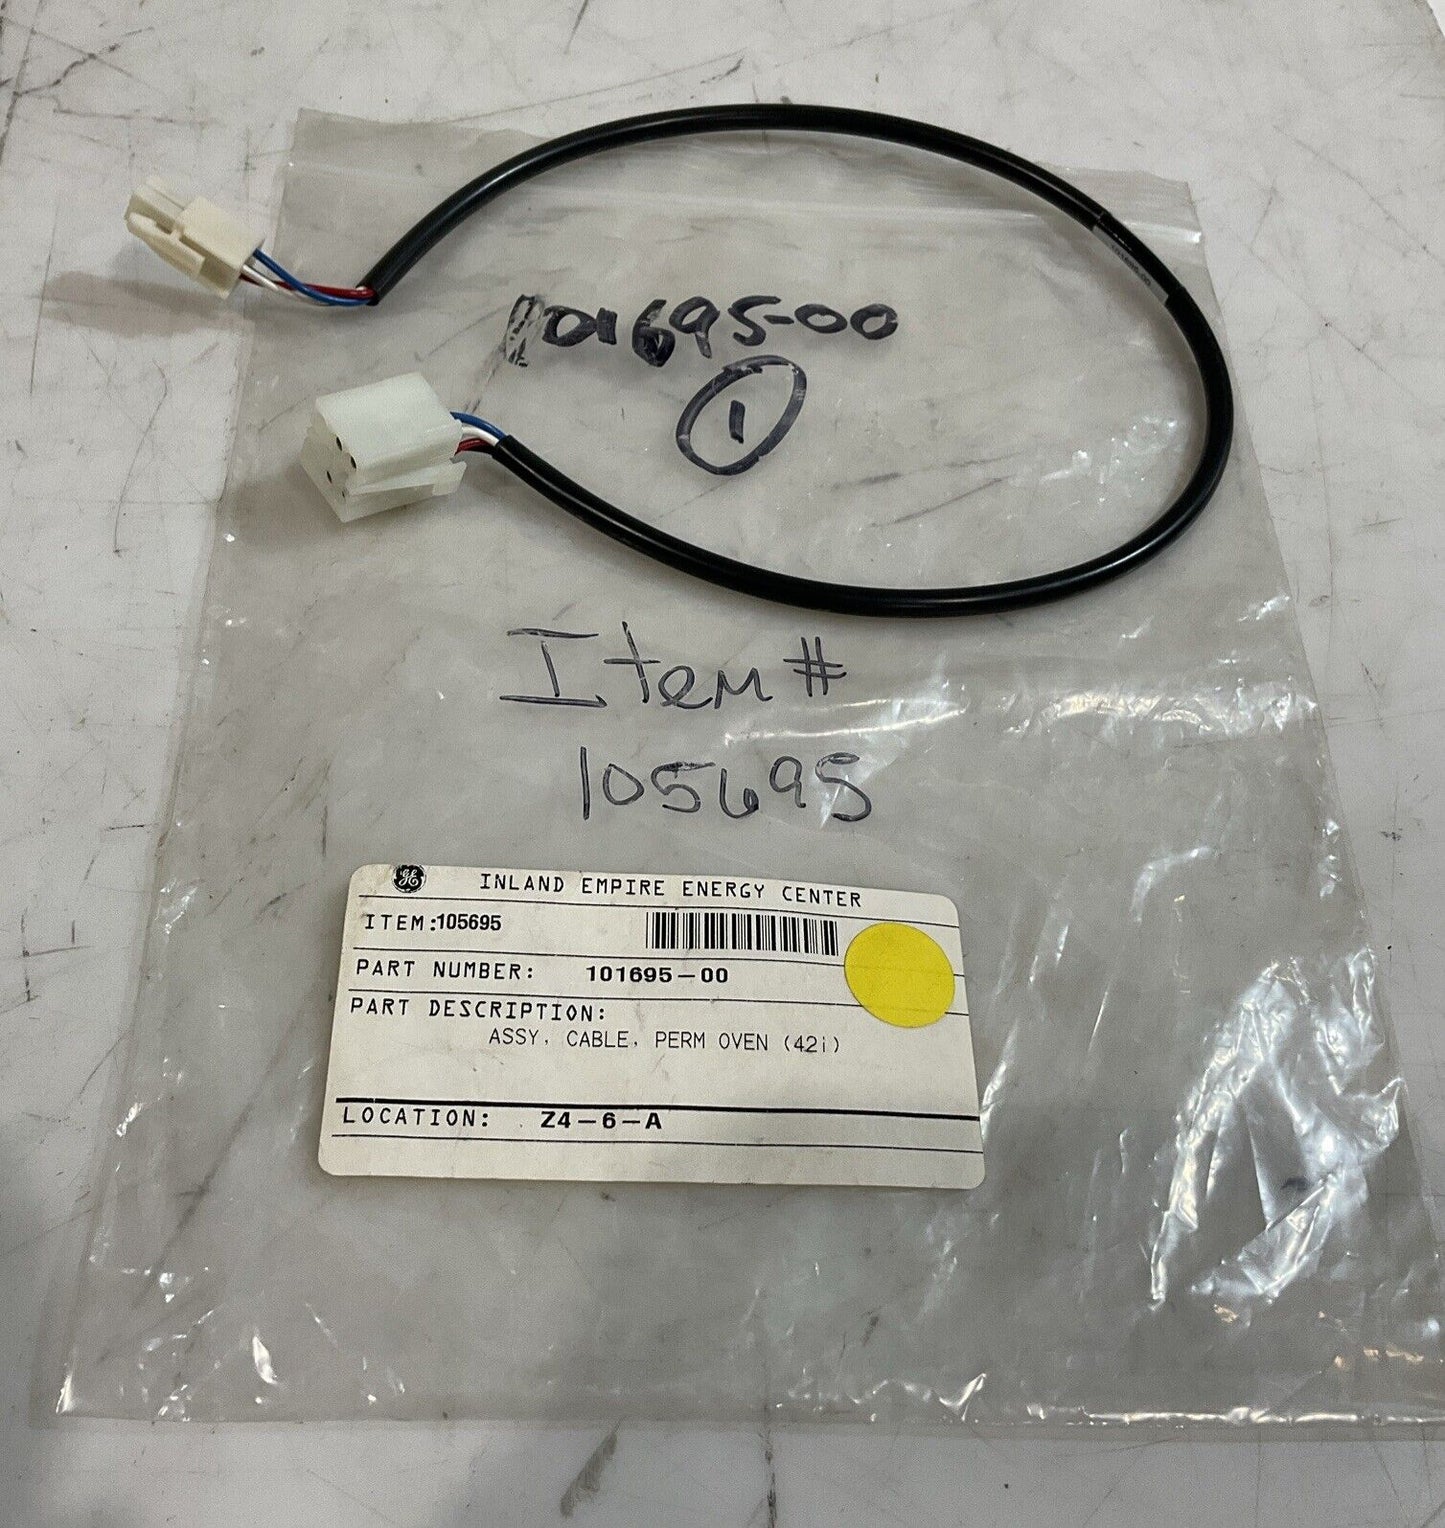 101695-00
1
Item #
105695
GE INLAND EMPIRE ENERGY CENTER
ITEM:105695
PART NUMBER: 101695-00
PART DESCRIPTION:
ASSY, CABLE, PERM OVEN (42i)
LOCATION: Z4-6-A